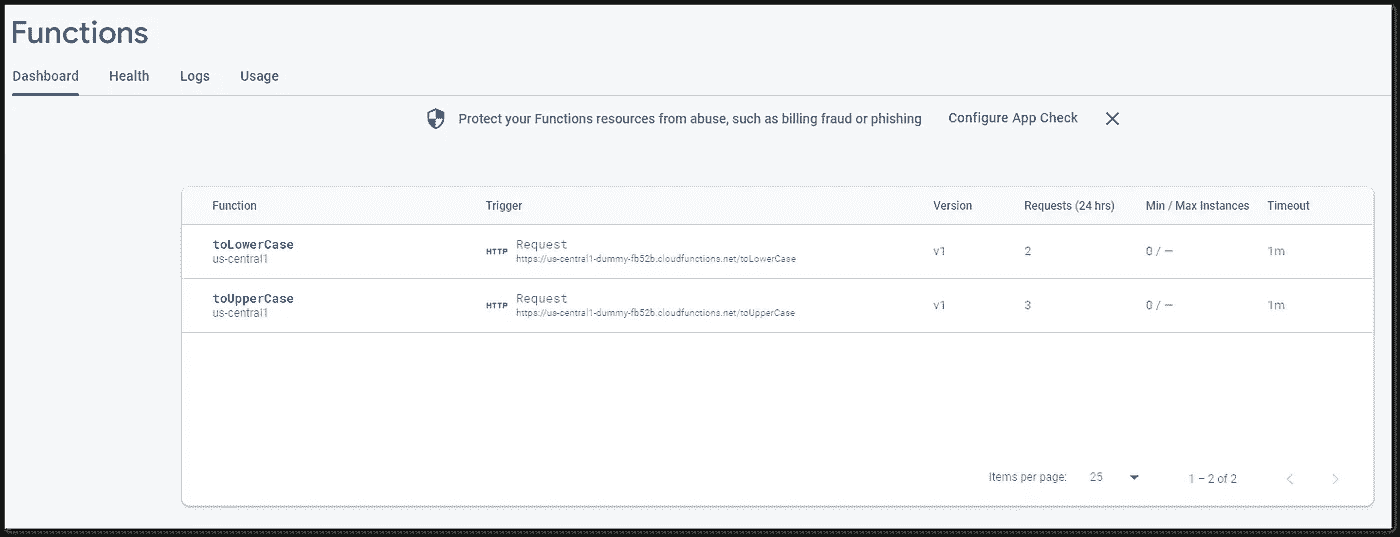 Functions
Dashboard Health Logs Usage
Protect your Functions resources from abuse, such as billing fraud or phishing Configure App Check
Function Trigger Version Requests (24 hrs) Min / Max Instances Timeout
toLowerCase HTTP Request v1 2 0 / — 1m
us-central1 https://us-central1-dummy-fb52b.cloudfunctions.net/toLowerCase
toUpperCase HTTP Request v1 3 0 / — 1m
us-central1 https://us-central1-dummy-fb52b.cloudfunctions.net/toUpperCase
Items per page: 25 1 – 2 of 2